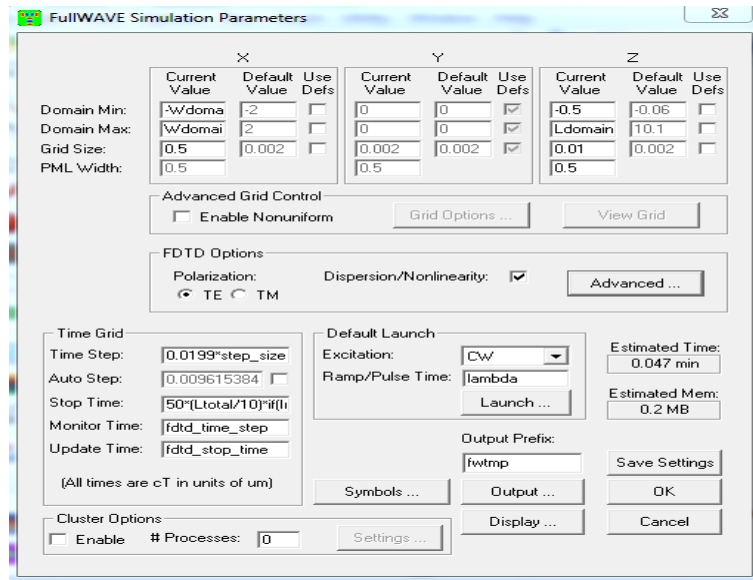 FullWAVE Simulation Parameters
X Y Z
Current Value Default Value Use Defs Current Value Default Value Use Defs Current Value Default Value Use Defs
Domain Min: -Wdoma -2 0 0 -0.5 -0.06
Domain Max: Wdomai 2 0 0 Ldomain 10.1
Grid Size: 0.5 0.002 0.002 0.002 0.01 0.002
PML Width: 0.5 0.5 0.5
Advanced Grid Control
Enable Nonuniform Grid Options ... View Grid
FDTD Options
Polarization: Dispersion/Nonlinearity:
TE TM Advanced ...
Time Grid
Time Step: 0.0199*step_size
Auto Step: 0.009615384
Stop Time: 50*(Ltotal/10)*if(
Monitor Time: fdtd_time_step
Update Time: fdtd_stop_time
(All times are cT in units of um)
Default Launch
Excitation: CW
Ramp/Pulse Time: lambda
Launch ...
Estimated Time:
0.047 min
Estimated Mem:
0.2 MB
Output Prefix:
fwtmp
Save Settings
Symbols ... Output ... OK
Display ... Cancel
Cluster Options
Enable # Processes: 0 Settings ...